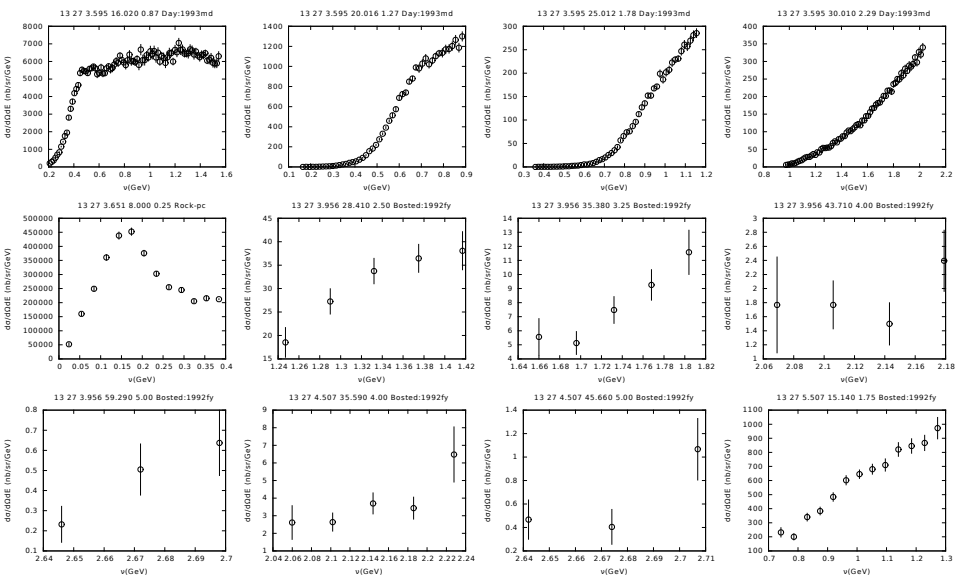 13 27 3.595 16.020 0.87 Day:1993md
13 27 3.595 20.016 1.27 Day:1993md
13 27 3.595 25.012 1.78 Day:1993md
13 27 3.595 30.010 2.29 Day:1993md
dσ/dΩdE (nb/sr/GeV)
8000
7000
6000
5000
4000
3000
2000
1000
0
0.2 0.4 0.6 0.8 1 1.2 1.4 1.6
ν(GeV)
dσ/dΩdE (nb/sr/GeV)
1400
1200
1000
800
600
400
200
0
0.1 0.2 0.3 0.4 0.5 0.6 0.7 0.8 0.9
ν(GeV)
dσ/dΩdE (nb/sr/GeV)
300
250
200
150
100
50
0
0.3 0.4 0.5 0.6 0.7 0.8 0.9 1 1.1 1.2
ν(GeV)
dσ/dΩdE (nb/sr/GeV)
400
350
300
250
200
150
100
50
0
0.8 1 1.2 1.4 1.6 1.8 2 2.2
ν(GeV)
13 27 3.651 8.000 0.25 Rock-pc
13 27 3.956 28.410 2.50 Bosted:1992fy
13 27 3.956 35.380 3.25 Bosted:1992fy
13 27 3.956 43.710 4.00 Bosted:1992fy
dσ/dΩdE (nb/sr/GeV)
500000
450000
400000
350000
300000
250000
200000
150000
100000
50000
0
0 0.05 0.1 0.15 0.2 0.25 0.3 0.35 0.4
ν(GeV)
dσ/dΩdE (nb/sr/GeV)
45
40
35
30
25
20
15
1.24 1.26 1.28 1.3 1.32 1.34 1.36 1.38 1.4 1.42
ν(GeV)
dσ/dΩdE (nb/sr/GeV)
14
13
12
11
10
9
8
7
6
5
4
1.64 1.66 1.68 1.7 1.72 1.74 1.76 1.78 1.8 1.82
ν(GeV)
dσ/dΩdE (nb/sr/GeV)
3
2.8
2.6
2.4
2.2
2
1.8
1.6
1.4
1.2
1
2.06 2.08 2.1 2.12 2.14 2.16 2.18
ν(GeV)
13 27 3.956 59.290 5.00 Bosted:1992fy
13 27 4.507 35.590 4.00 Bosted:1992fy
13 27 4.507 45.660 5.00 Bosted:1992fy
13 27 5.507 15.140 1.75 Bosted:1992fy
dσ/dΩdE (nb/sr/GeV)
0.8
0.7
0.6
0.5
0.4
0.3
0.2
0.1
2.64 2.65 2.66 2.67 2.68 2.69 2.7
ν(GeV)
dσ/dΩdE (nb/sr/GeV)
9
8
7
6
5
4
3
2
1
2.04 2.06 2.08 2.1 2.12 2.14 2.16 2.18 2.2 2.22 2.24
ν(GeV)
dσ/dΩdE (nb/sr/GeV)
1.4
1.2
1
0.8
0.6
0.4
0.2
2.64 2.65 2.66 2.67 2.68 2.69 2.7 2.71
ν(GeV)
dσ/dΩdE (nb/sr/GeV)
1100
1000
900
800
700
600
500
400
300
200
100
0.7 0.8 0.9 1 1.1 1.2 1.3
ν(GeV)